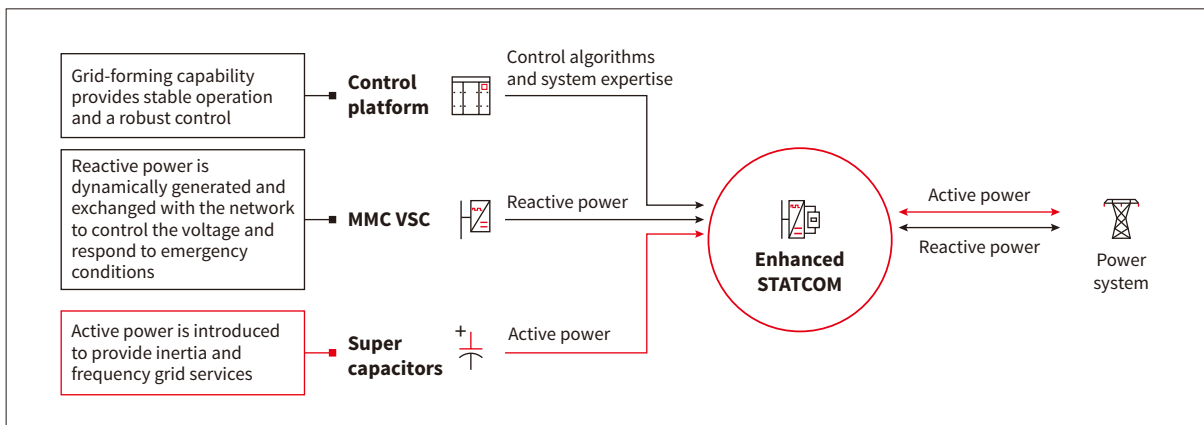 Grid-forming capability
provides stable operation
and a robust control
Control
platform
Control algorithms
and system expertise
Reactive power is
dynamically generated and
exchanged with the network
to control the voltage and
respond to emergency
conditions
MMC VSC
Reactive power
Active power is introduced
to provide inertia and
frequency grid services
Super
capacitors
+
Active power
Enhanced
STATCOM
Active power
Reactive power
Power
system